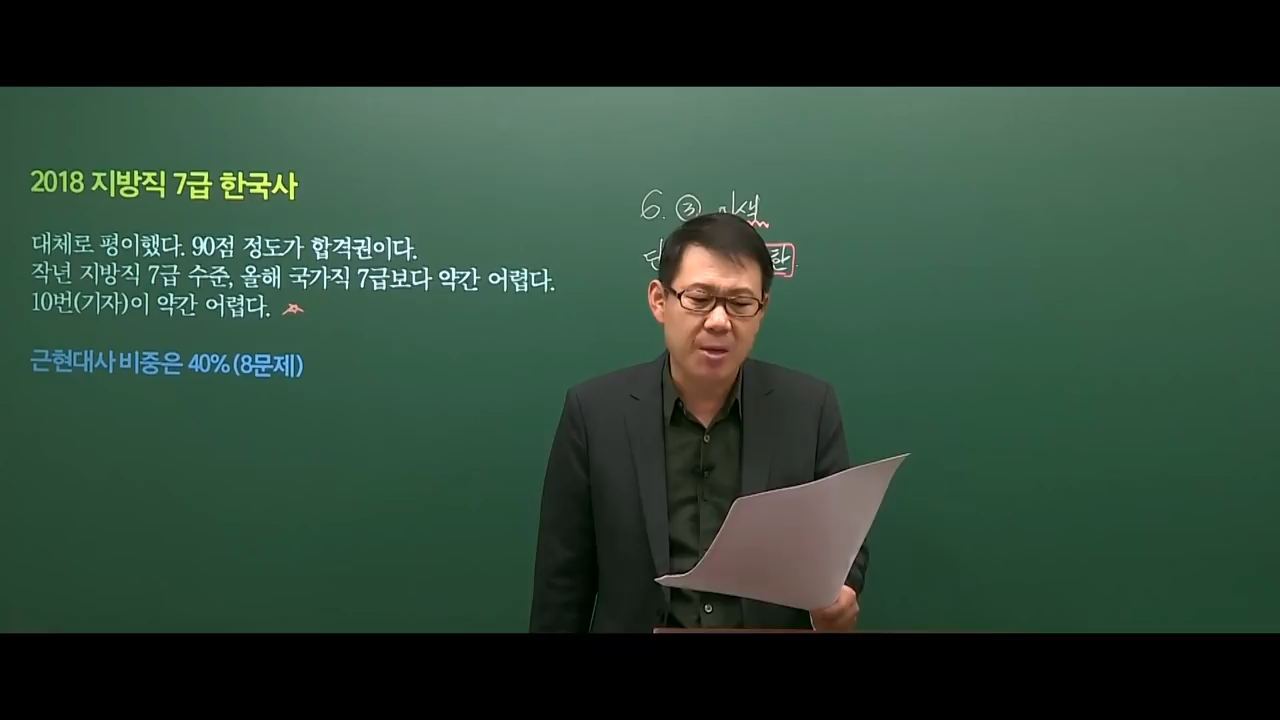 2018 지방직 7급 한국사
대체로 평이했다. 90점 정도가 합격권이다.
작년 지방직 7급 수준, 올해 국가직 7급보다 약간 어렵다.
10번(기자)이 약간 어렵다.
근현대사 비중은 40% (8문제)
6. ③